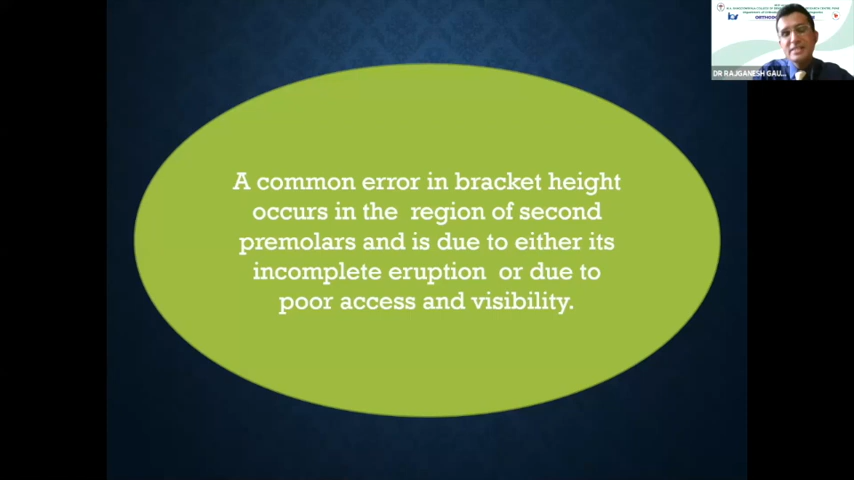 ORTHODO
DR RAJGANESH GAU...
A common error in bracket height
occurs in the region of second
premolars and is due to either its
incomplete eruption or due to
poor access and visibility.